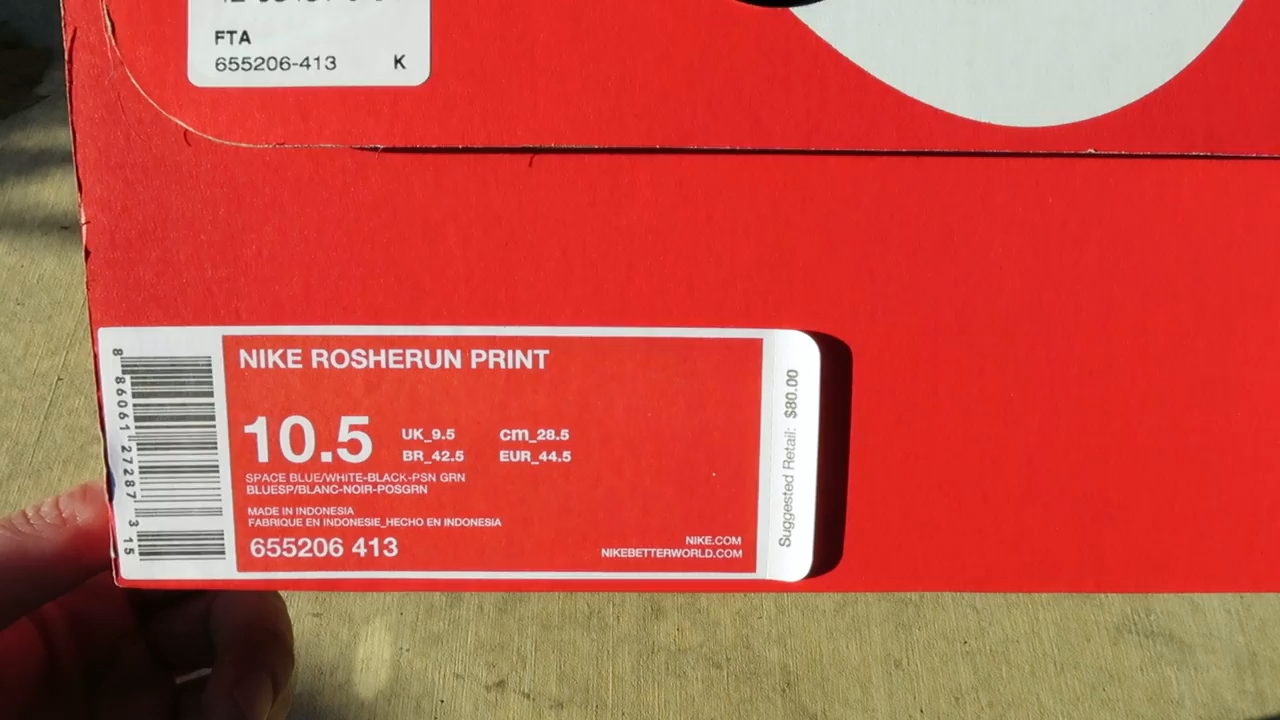 FTA
655206-413 K
NIKE ROSHERUN PRINT
10.5 UK_9.5 cm_28.5
BR_42.5 EUR_44.5
SPACE BLUE/WHITE-BLACK-PSN GRN
BLUESP/BLANC-NOIR-POSGRN
MADE IN INDONESIA
FABRIQUE EN INDONESIE_HECHO EN INDONESIA
655206 413
NIKE.COM
NIKEBETTERWORLD.COM
8 86061 27287 3 15
Suggested Retail: $80.00